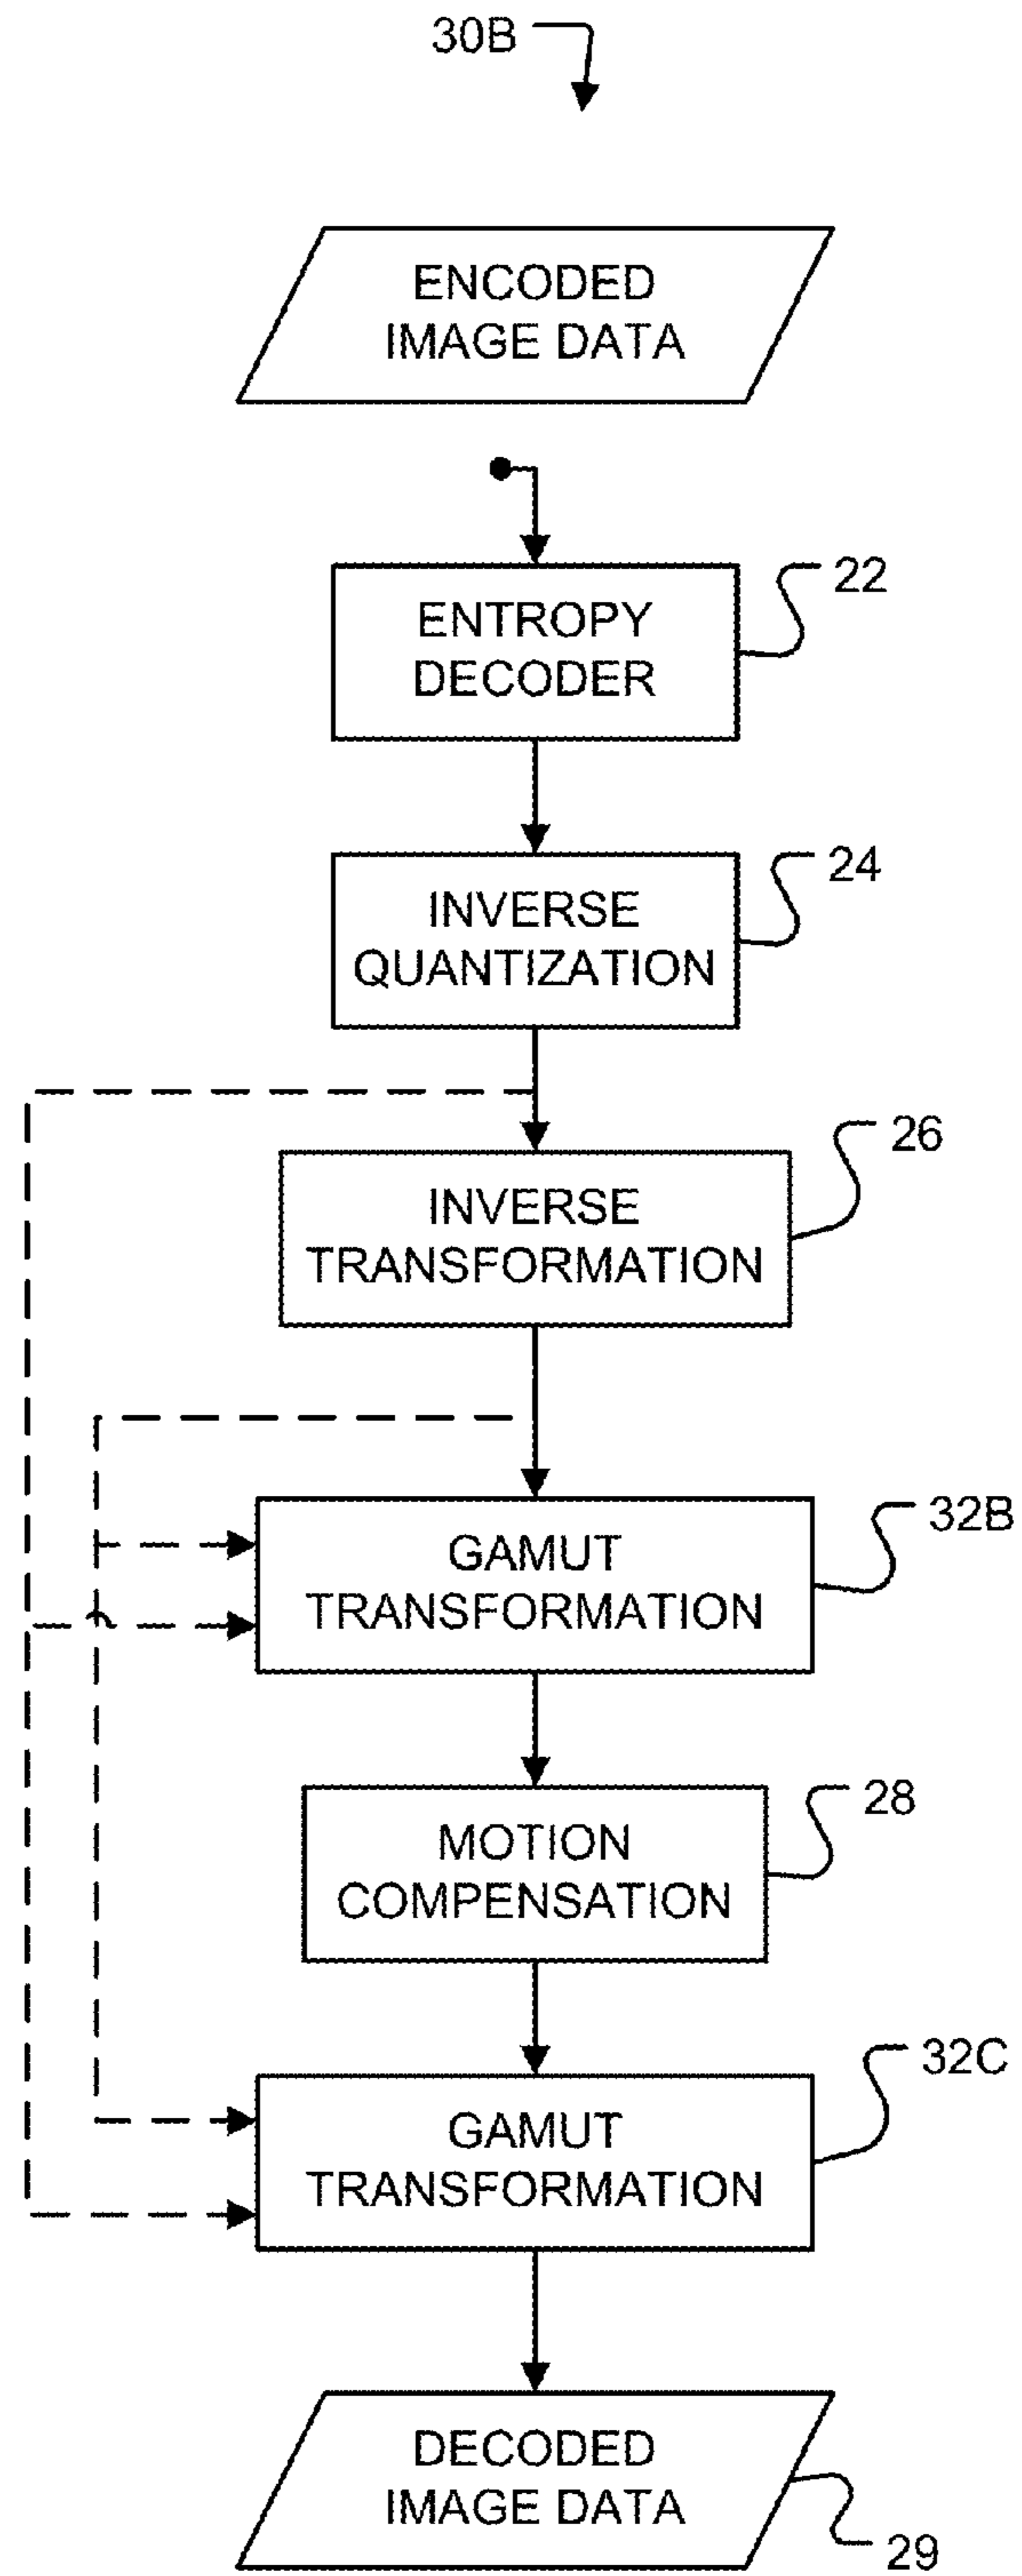 30B
ENCODED
IMAGE DATA
22
ENTROPY
DECODER
24
INVERSE
QUANTIZATION
26
INVERSE
TRANSFORMATION
32B
GAMUT
TRANSFORMATION
28
MOTION
COMPENSATION
32C
GAMUT
TRANSFORMATION
DECODED
IMAGE DATA
29